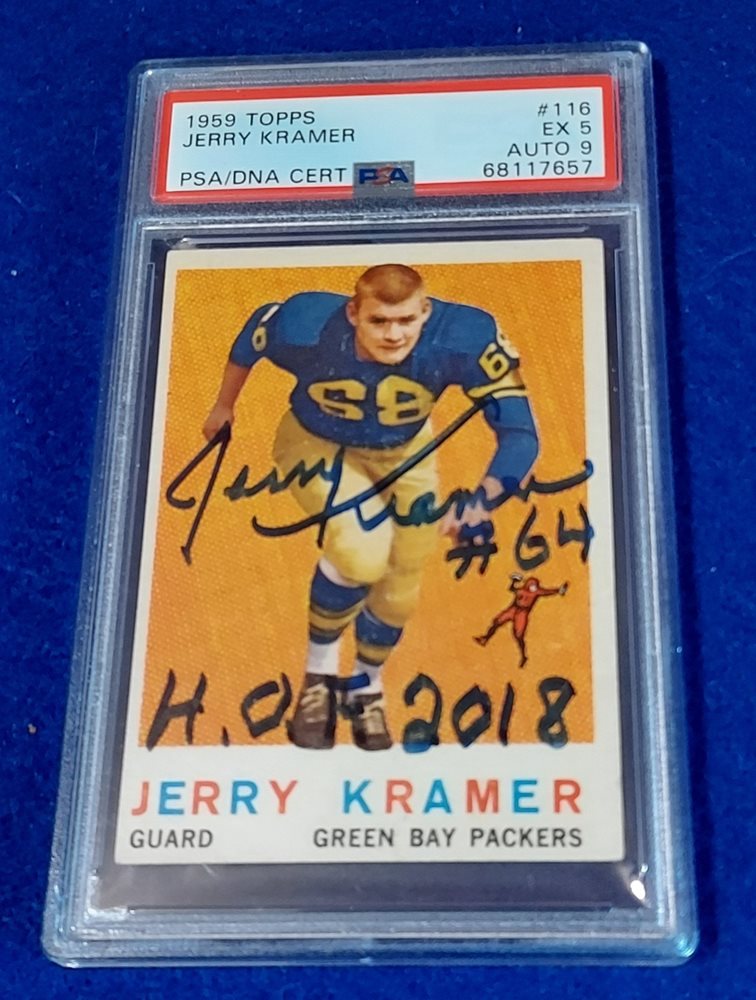 1959 TOPPS #116
JERRY KRAMER EX 5
AUTO 9
PSA/DNA CERT PSA 68117657
68
68
Jerry Kramer
#64
H.O.F. 2018
JERRY KRAMER
GUARD GREEN BAY PACKERS